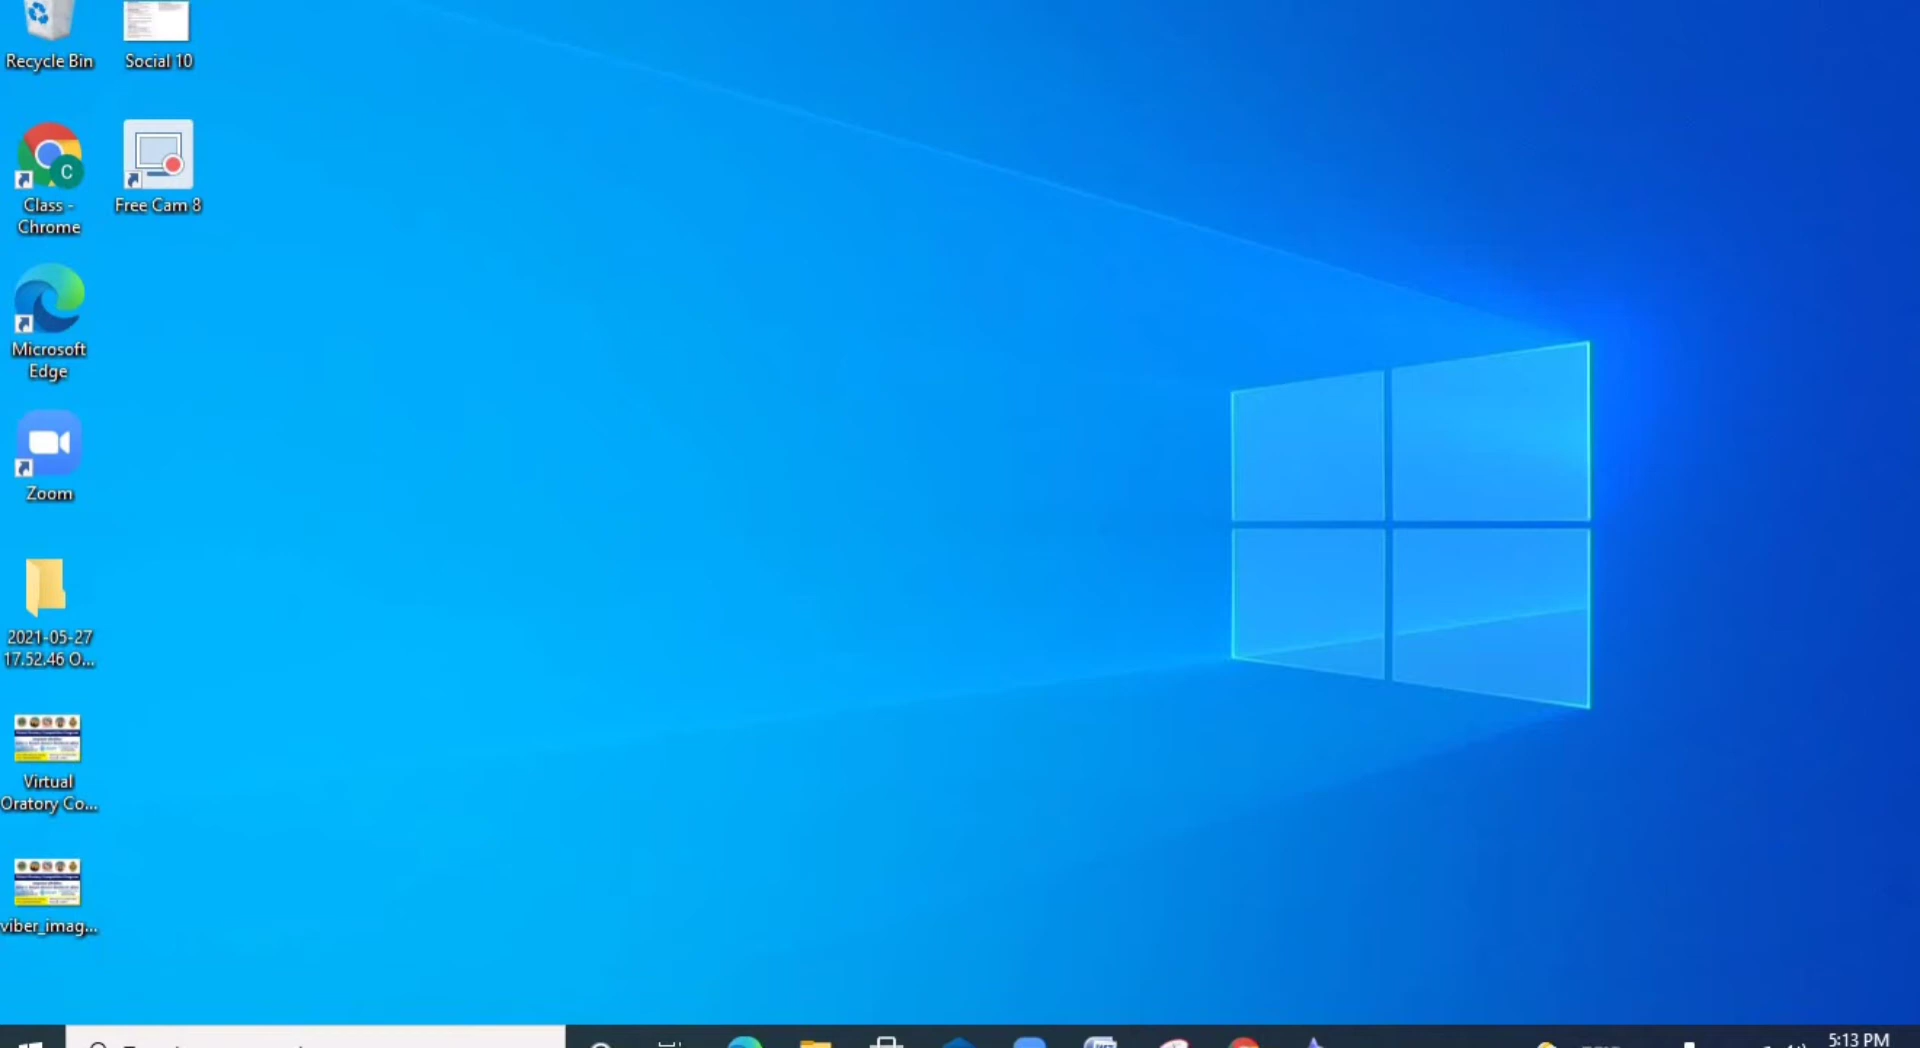 Recycle Bin
Social 10
C
Class -
Chrome
Free Cam 8
Microsoft
Edge
Zoom
2021-05-27
17.52.46 O...
Virtual
Oratory Co...
viber_imag...
5:13 PM